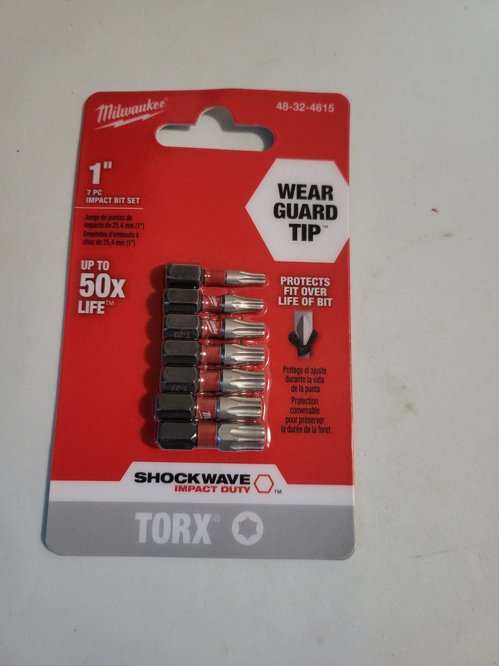 Milwaukee
48-32-4615
1"
7 PC
IMPACT BIT SET
Juego de puntas de
impacto de 25,4 mm (1")
Ensemble d'embouts à
choc de 25,4 mm (1")
UP TO
50X
LIFE™
WEAR
GUARD
TIP™
PROTECTS
FIT OVER
LIFE OF BIT
Protege el ajuste
durante la vida
de la punta
Protection
convenable
pour préserver
la durée de la foret
SHOCKWAVE
IMPACT DUTY™
TORX®